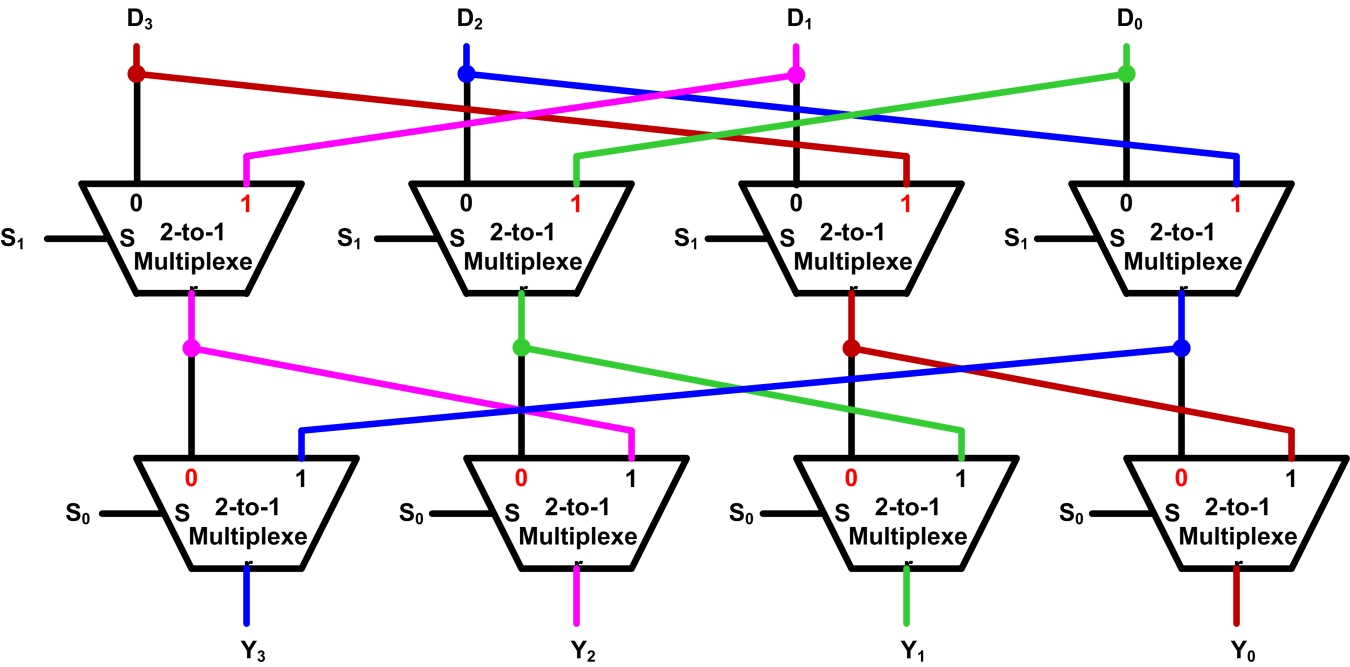 D₃ D₂ D₁ D₀
0 1 0 1 0 1 0 1
S₁ S 2-to-1 S₁ S 2-to-1 S₁ S 2-to-1 S₁ S 2-to-1
Multiplexe Multiplexe Multiplexe Multiplexe
r r r r
0 1 0 1 0 1 0 1
S₀ S 2-to-1 S₀ S 2-to-1 S₀ S 2-to-1 S₀ S 2-to-1
Multiplexe Multiplexe Multiplexe Multiplexe
r r r r
Y₃ Y₂ Y₁ Y₀